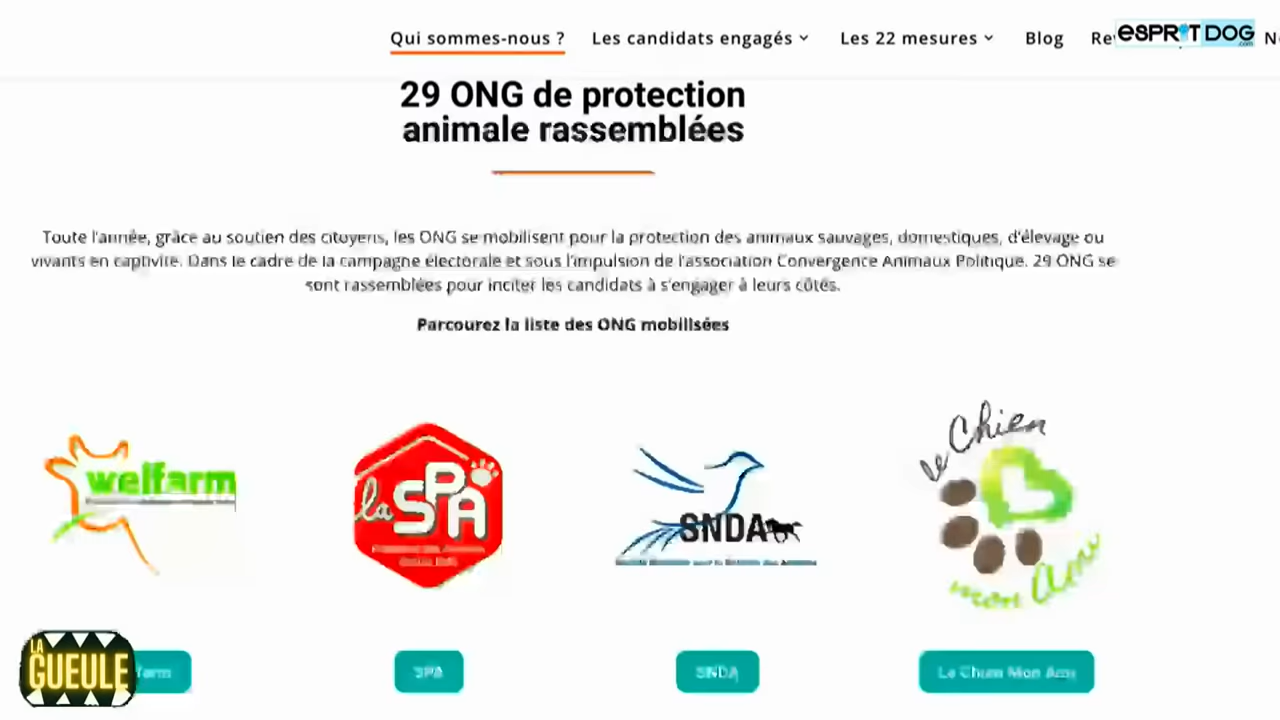 Qui sommes-nous ? Les candidats engagés Les 22 mesures Blog
ESPRIT DOG
.com
29 ONG de protection
animale rassemblées
Toute l'année, grâce au soutien des citoyens, les ONG se mobilisent pour la protection des animaux sauvages, domestiques, d'élevage ou
vivants en captivité. Dans le cadre de la campagne électorale et sous l'impulsion de l'association Convergence Animaux Politique. 29 ONG se
sont rassemblées pour inciter les candidats à s'engager à leurs côtés.
Parcourez la liste des ONG mobilisées
welfarm
la SPA
SNDA
le Chien
mon Ami
LA
GUEULE
farm
SPA
SNDA
Le Chien Mon Ami